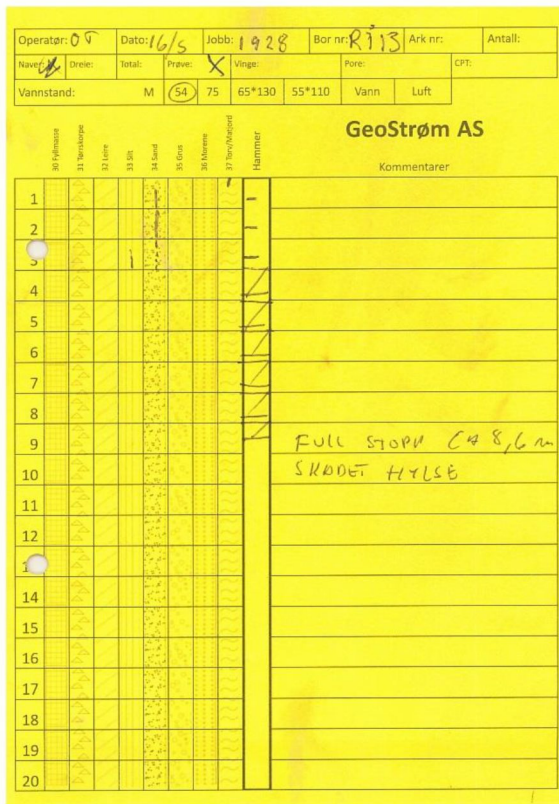 Operatør: OT Dato: 16/5 Jobb: 1928 Bor nr: Ark nr: Antall:
Naver: Dreie: Total: Prøve: X Vinge: Pore: CPT:
Vannstand: M 54 75 65*130 55*110 Vann Luft
30 Fyllmasse 31 Tørrskorpe 32 Leire 33 Silt 34 Sand 35 Grus 36 Morene 37 Torv/Matjord Hammer
GeoStrøm AS
Kommentarer
1
2
3
4
5
6
7
8
9 FULL STOPP CA 8,6 m
10 SKADET HYLSE
11
12
14
15
16
17
18
19
20